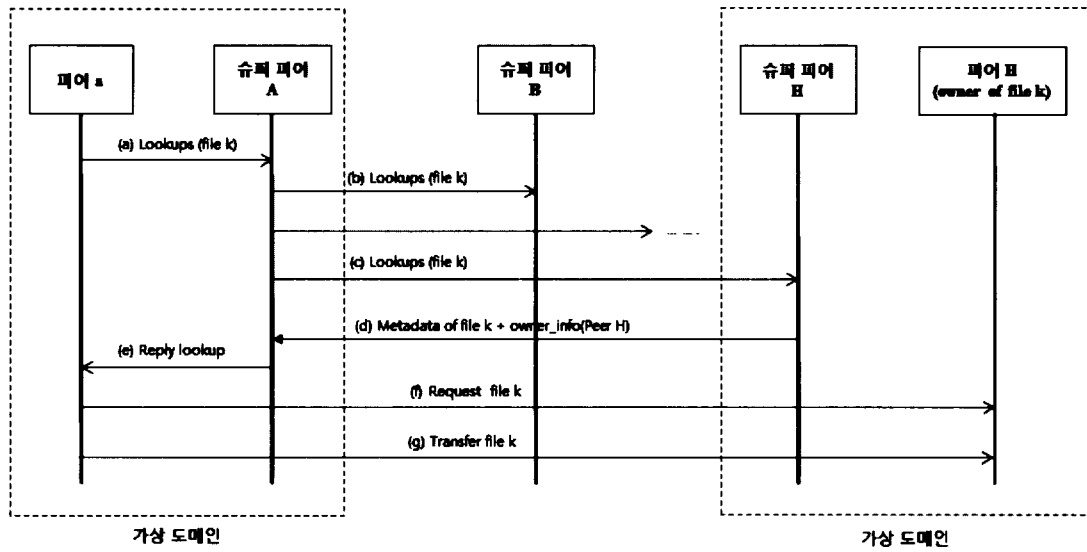 피어 a
슈퍼 피어
A
슈퍼 피어
B
슈퍼 피어
H
피어 H
(owner of file k)
(a) Lookups (file k)
(b) Lookups (file k)
(c) Lookups (file k)
(d) Metadata of file k + owner_info(Peer H)
(e) Reply lookup
(f) Request file k
(g) Transfer file k
가상 도메인
가상 도메인